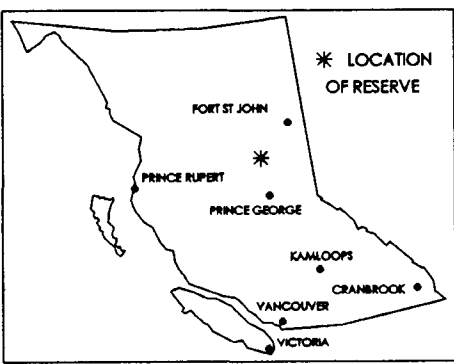 ✳ LOCATION
OF RESERVE
FORT ST JOHN
PRINCE RUPERT
PRINCE GEORGE
KAMLOOPS
CRANBROOK
VANCOUVER
VICTORIA